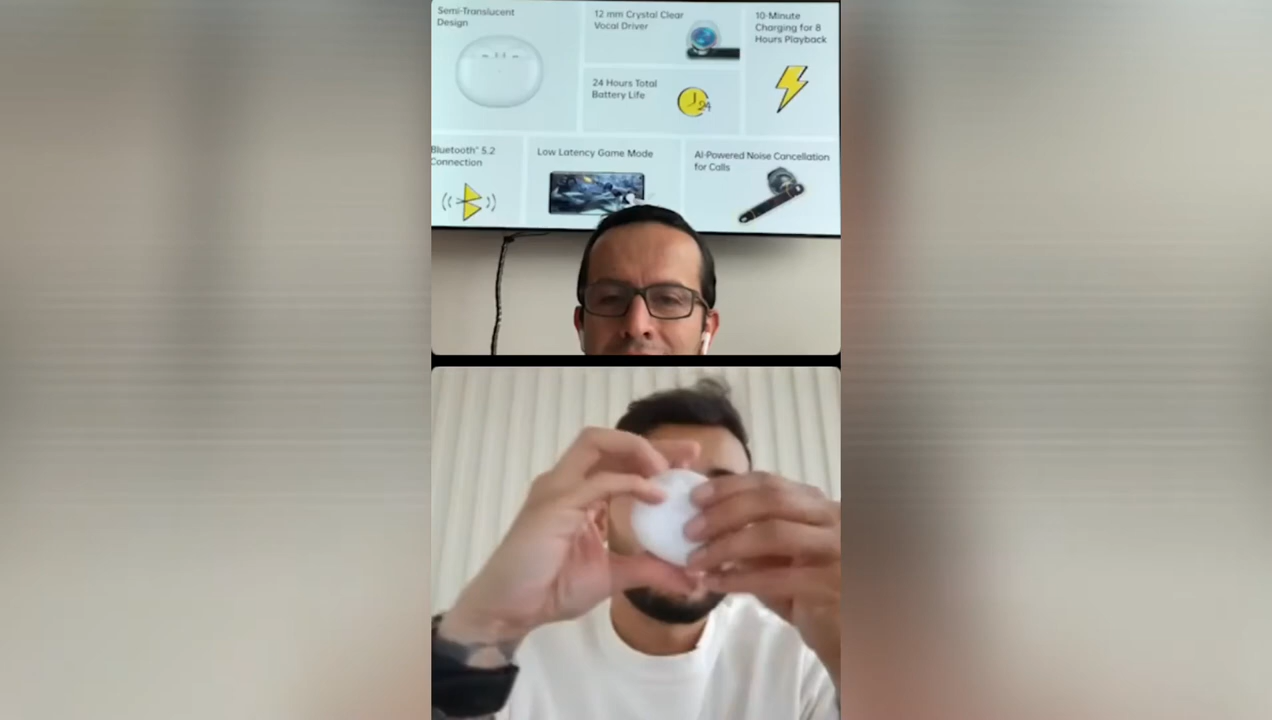 Semi-Translucent
Design
12 mm Crystal Clear
Vocal Driver
10-Minute
Charging for 8
Hours Playback
24 Hours Total
Battery Life
24
Bluetooth® 5.2
Connection
Low Latency Game Mode
AI-Powered Noise Cancellation
for Calls